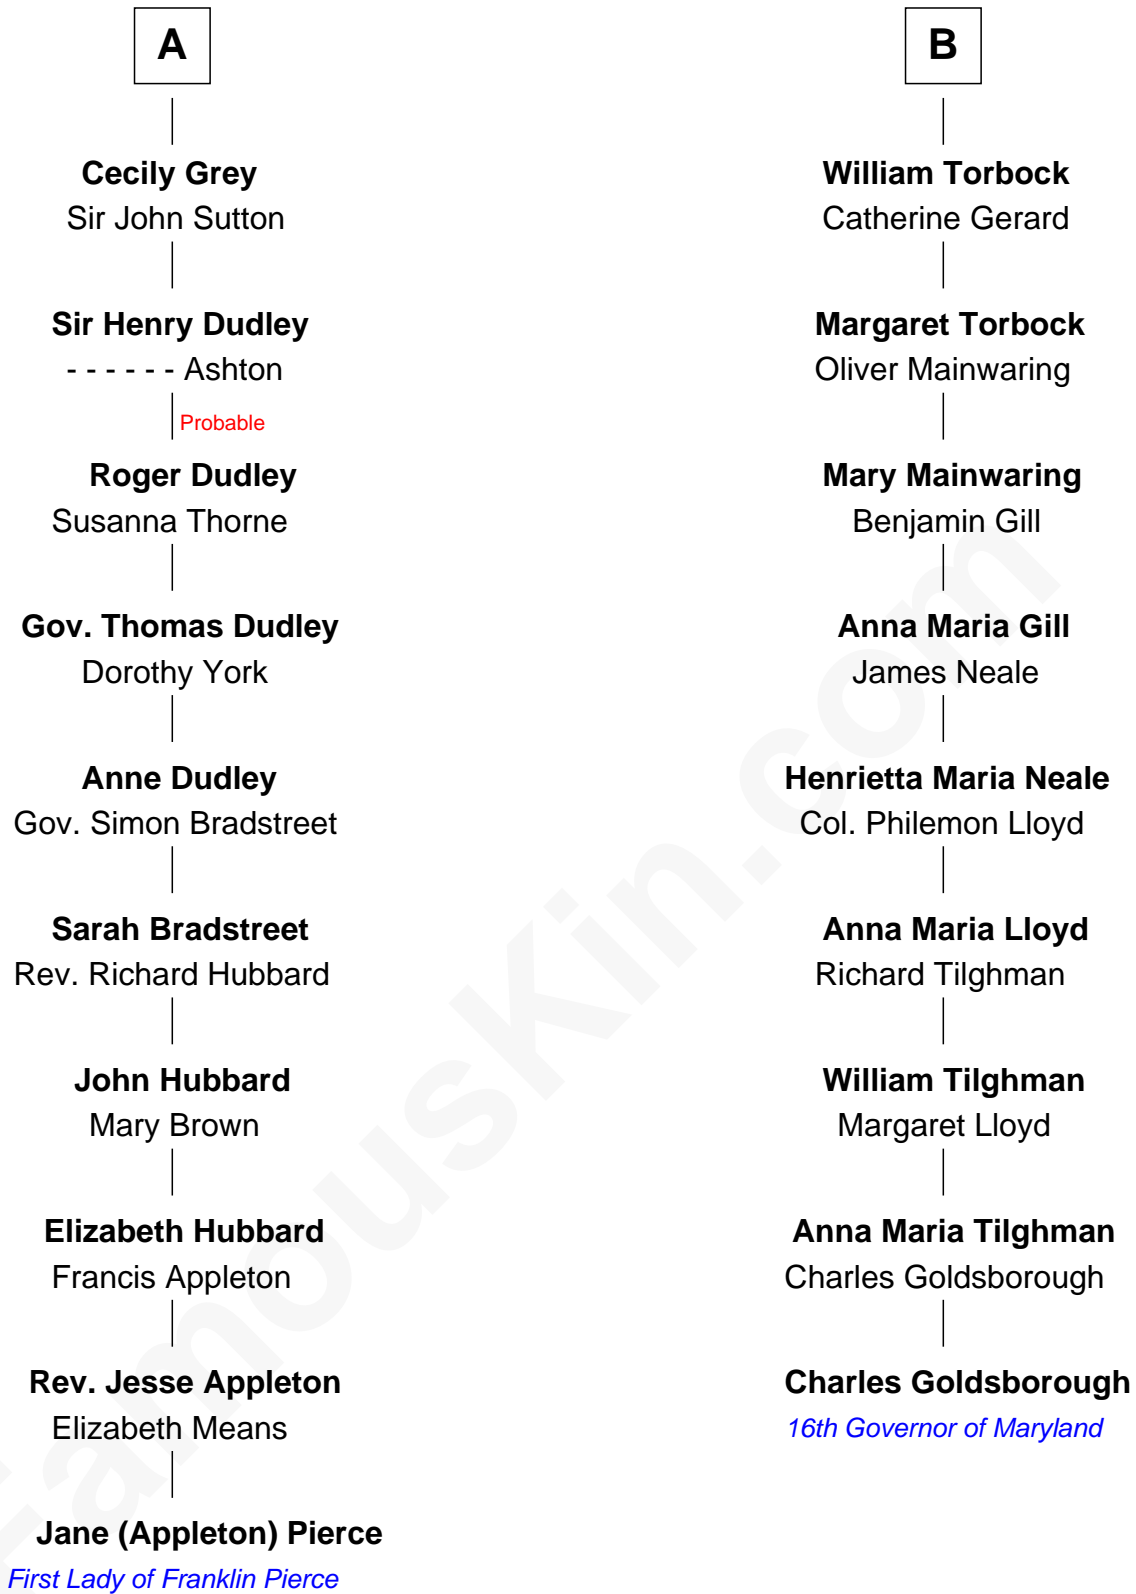 A
Cecily Grey
Sir John Sutton
Sir Henry Dudley
- - - - - - Ashton
Probable
Roger Dudley
Susanna Thorne
Gov. Thomas Dudley
Dorothy York
Anne Dudley
Gov. Simon Bradstreet
Sarah Bradstreet
Rev. Richard Hubbard
John Hubbard
Mary Brown
Elizabeth Hubbard
Francis Appleton
Rev. Jesse Appleton
Elizabeth Means
Jane (Appleton) Pierce
First Lady of Franklin Pierce
B
William Torbock
Catherine Gerard
Margaret Torbock
Oliver Mainwaring
Mary Mainwaring
Benjamin Gill
Anna Maria Gill
James Neale
Henrietta Maria Neale
Col. Philemon Lloyd
Anna Maria Lloyd
Richard Tilghman
William Tilghman
Margaret Lloyd
Anna Maria Tilghman
Charles Goldsborough
Charles Goldsborough
16th Governor of Maryland
FamousKin.com